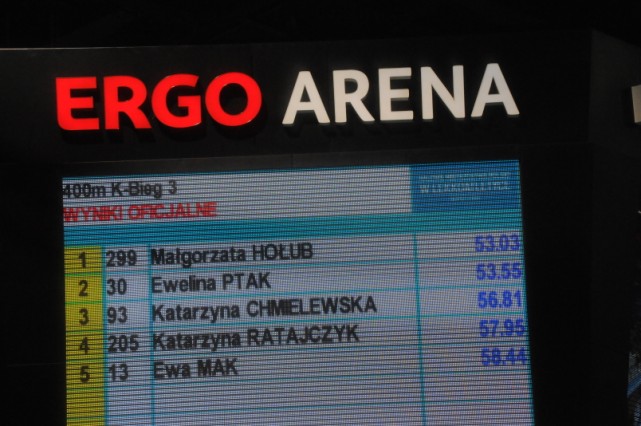 ERGO ARENA
400m K-Bieg 3
WYNIKI OFICJALNE
1 299 Małgorzata HOŁUB 53.03
2 30 Ewelina PTAK 53.55
3 93 Katarzyna CHMIELEWSKA 56.81
4 205 Katarzyna RATAJCZYK 57.95
5 13 Ewa MAK 58.44